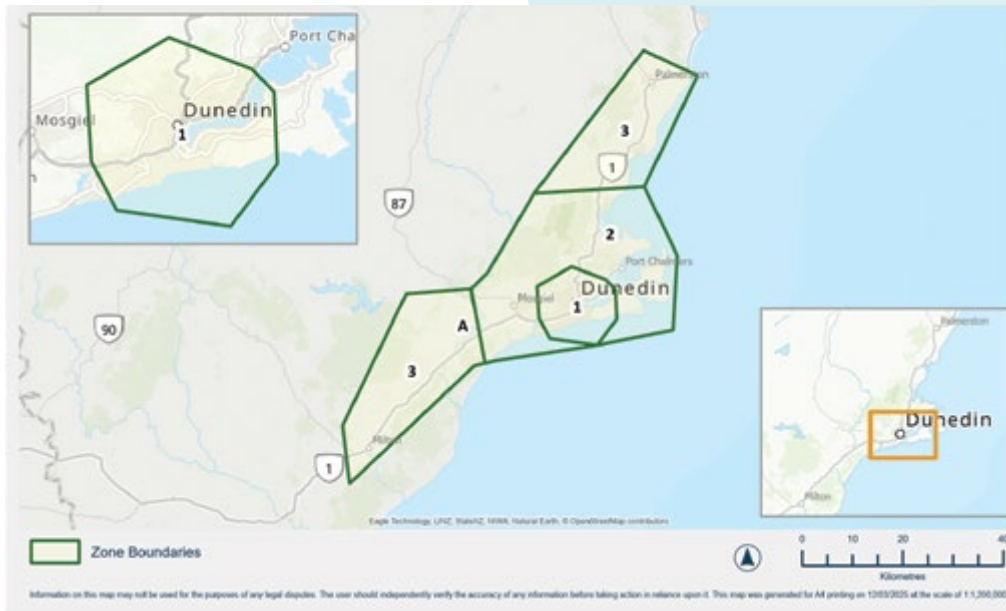 Port Cha
Dunedin
Mosgiel
1
Palmerston
3
1
87
2
Port Chalmers
Mosgiel
Dunedin
1
A
90
3
Milton
1
Palmerston
Dunedin
Milton
Eagle Technology, LINZ, StatsNZ, NIWA, Natural Earth, © OpenStreetMap contributors
Zone Boundaries
0 10 20 30 40
Kilometres
Information on this map may not be used for the purposes of any legal disputes. The user should independently verify the accuracy of any information before taking action in reliance upon it. This map was generated for A4 printing on 12/03/2025 at the scale of 1:1,200,000